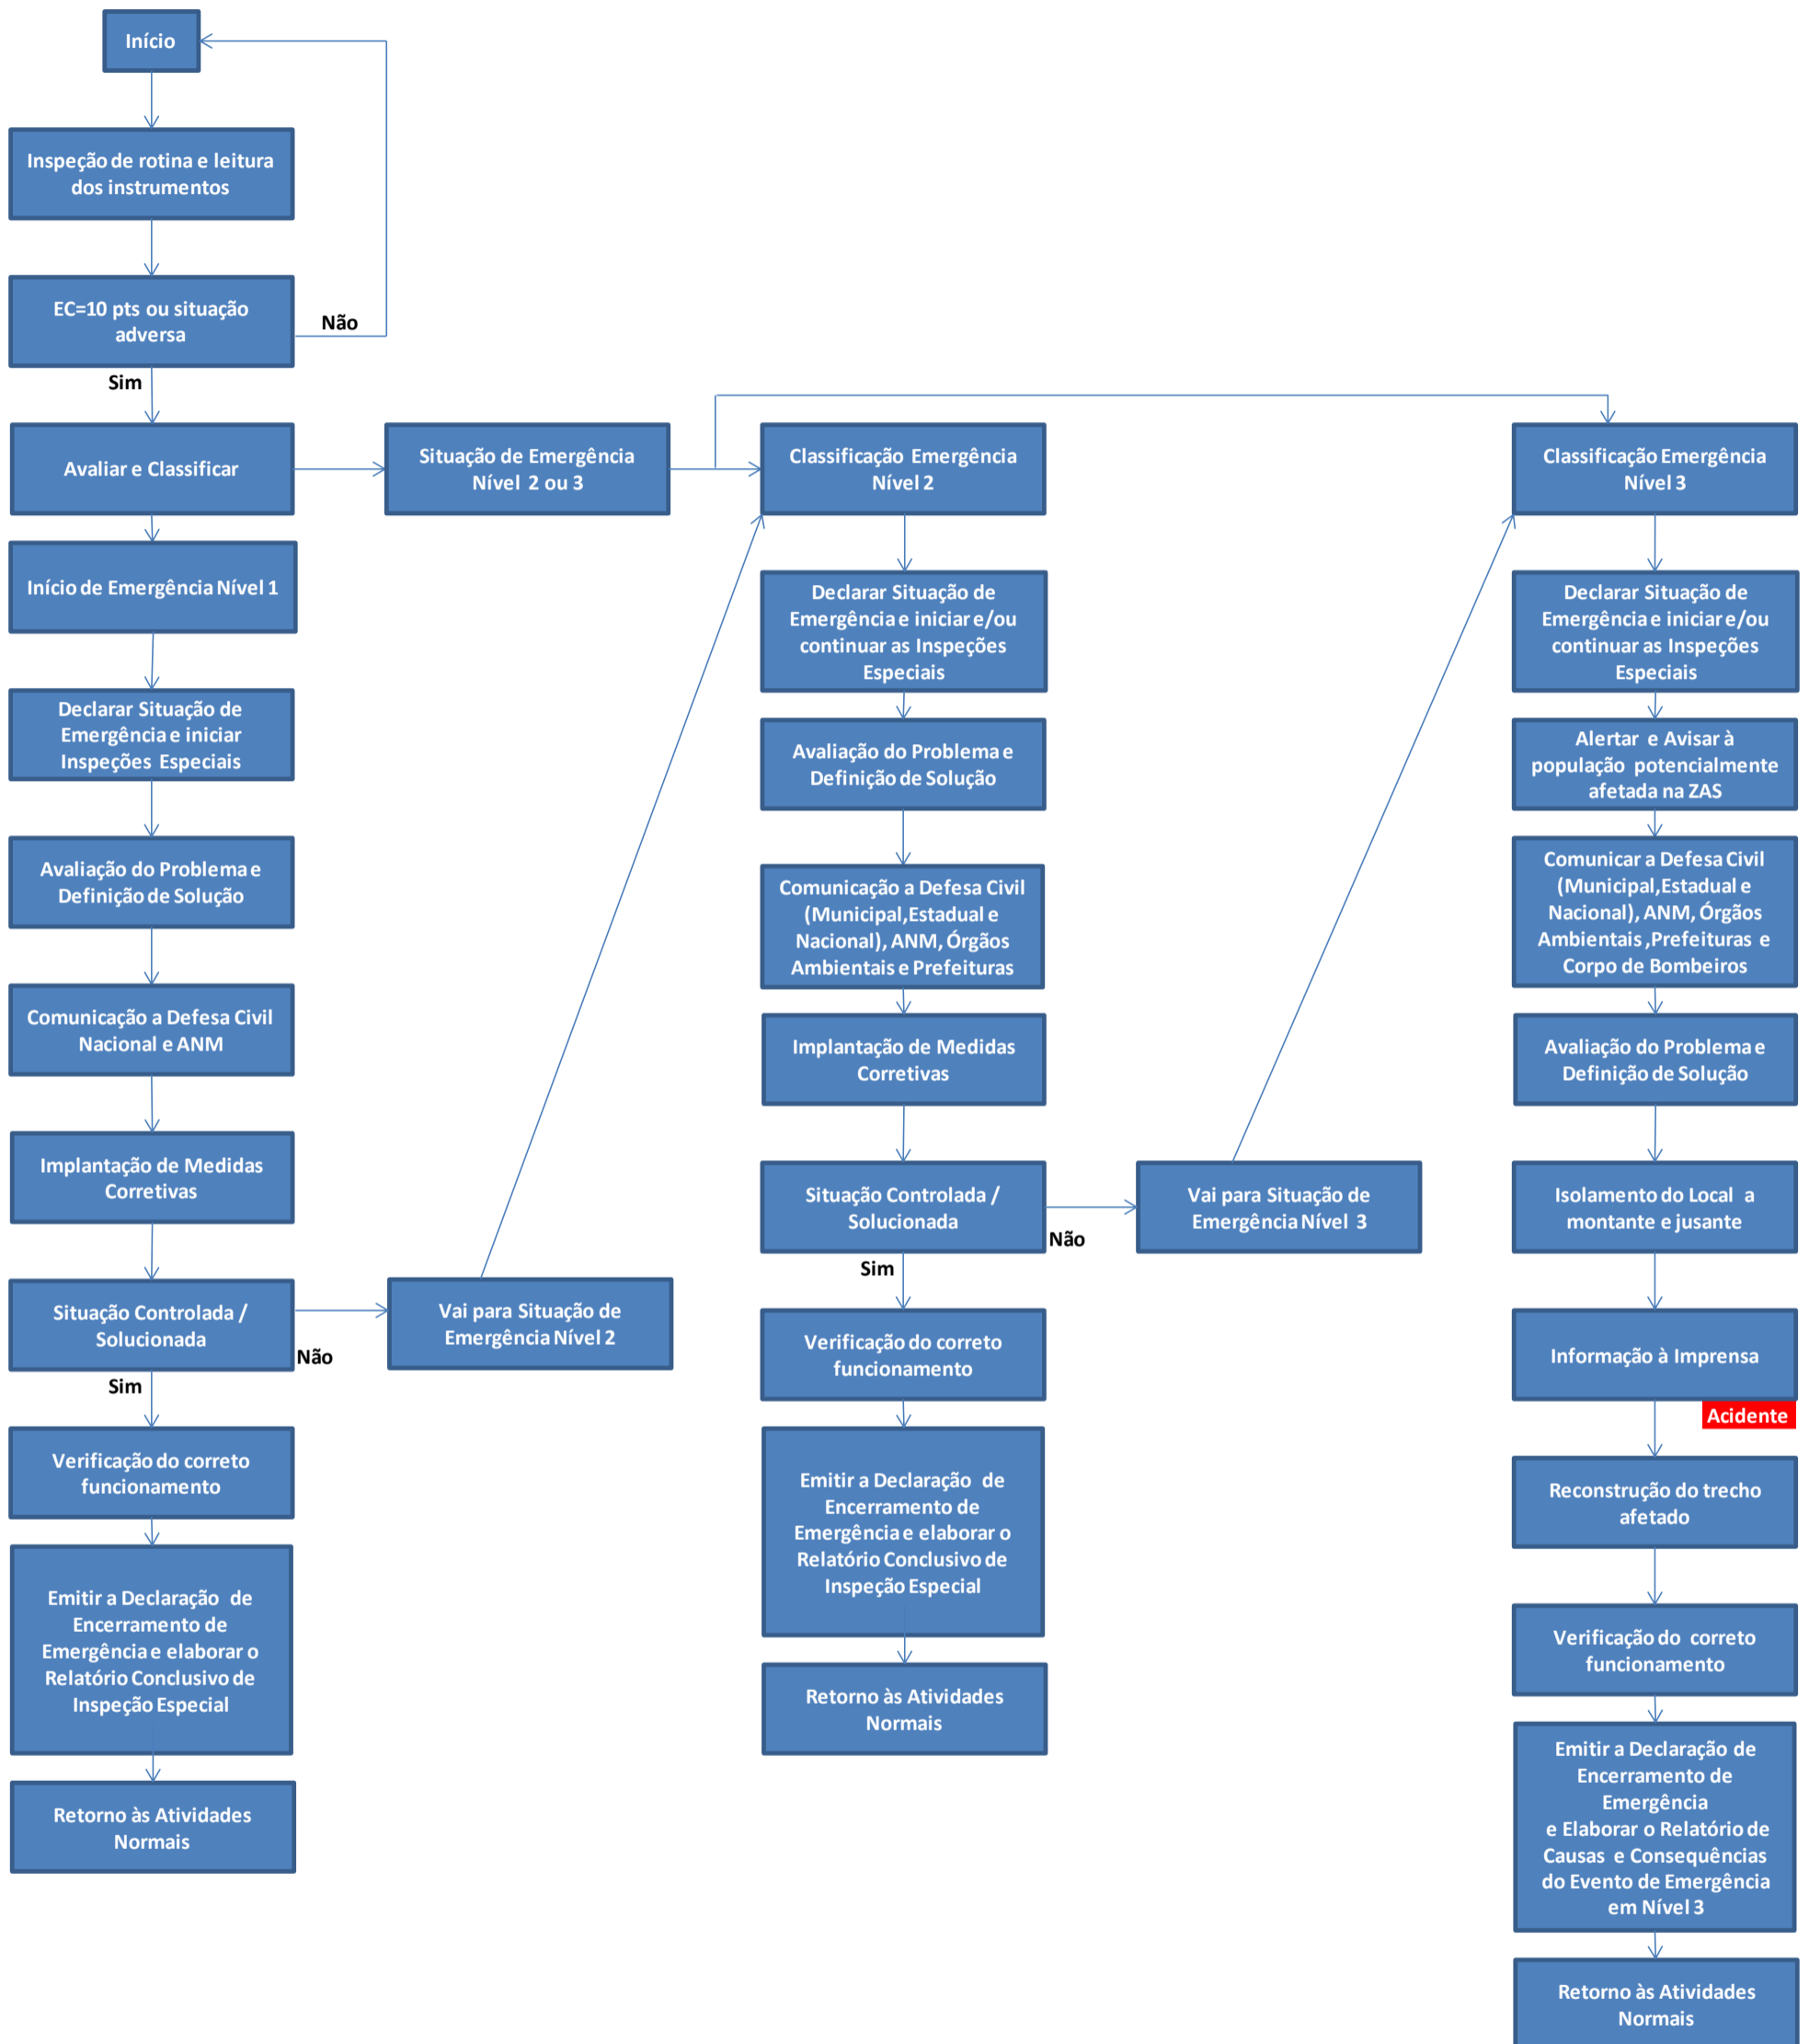 Início
Inspeção de rotina e leitura
dos instrumentos
EC=10 pts ou situação
adversa
Não
Sim
Avaliar e Classificar
Início de Emergência Nível 1
Declarar Situação de
Emergência e iniciar
Inspeções Especiais
Avaliação do Problema e
Definição de Solução
Comunicação a Defesa Civil
Nacional e ANM
Implantação de Medidas
Corretivas
Situação Controlada /
Solucionada
Não
Sim
Verificação do correto
funcionamento
Emitir a Declaração de
Encerramento de
Emergência e elaborar o
Relatório Conclusivo de
Inspeção Especial
Retorno às Atividades
Normais
Situação de Emergência
Nível 2 ou 3
Vai para Situação de
Emergência Nível 2
Classificação Emergência
Nível 2
Declarar Situação de
Emergência e iniciar e/ou
continuar as Inspeções
Especiais
Avaliação do Problema e
Definição de Solução
Comunicação a Defesa Civil
(Municipal,Estadual e
Nacional), ANM, Órgãos
Ambientais e Prefeituras
Implantação de Medidas
Corretivas
Situação Controlada /
Solucionada
Não
Sim
Verificação do correto
funcionamento
Emitir a Declaração de
Encerramento de
Emergência e elaborar o
Relatório Conclusivo de
Inspeção Especial
Retorno às Atividades
Normais
Vai para Situação de
Emergência Nível 3
Classificação Emergência
Nível 3
Declarar Situação de
Emergência e iniciar e/ou
continuar as Inspeções
Especiais
Alertar e Avisar à
população potencialmente
afetada na ZAS
Comunicar a Defesa Civil
(Municipal,Estadual e
Nacional), ANM, Órgãos
Ambientais ,Prefeituras e
Corpo de Bombeiros
Avaliação do Problema e
Definição de Solução
Isolamento do Local a
montante e jusante
Informação à Imprensa
Acidente
Reconstrução do trecho
afetado
Verificação do correto
funcionamento
Emitir a Declaração de
Encerramento de
Emergência
e Elaborar o Relatório de
Causas e Consequências
do Evento de Emergência
em Nível 3
Retorno às Atividades
Normais